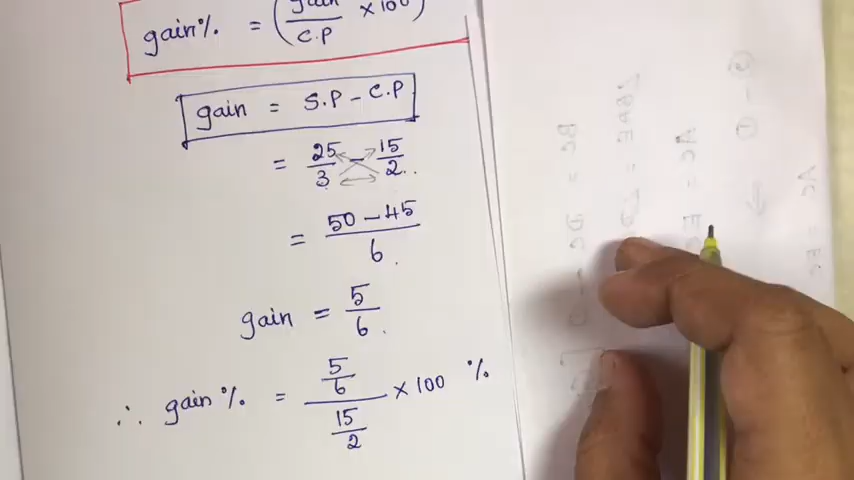 gain% = (gain/C.P × 100)
gain = S.P - C.P
= 25/3 - 15/2
= 50 - 45/6
gain = 5/6
∴ gain% = 5/6/15/2 × 100 %